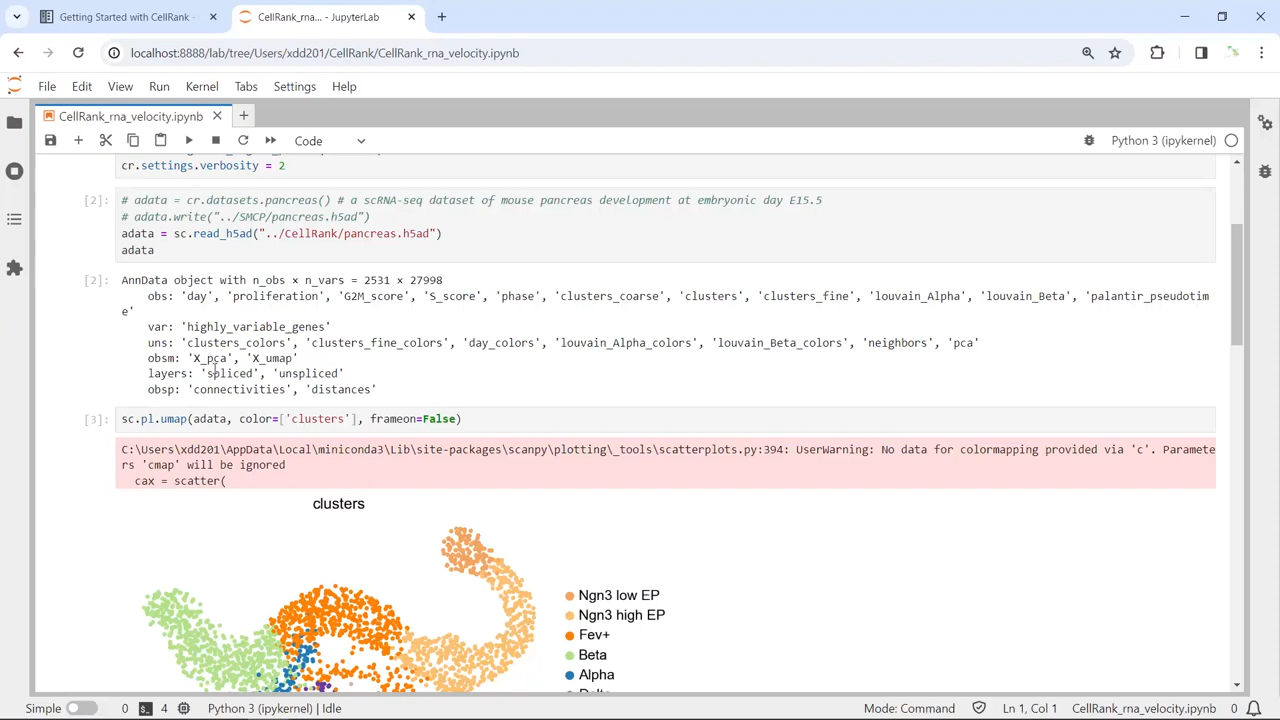 Getting Started with CellRank -
CellRank_rna... - JupyterLab
localhost:8888/lab/tree/Users/xdd201/CellRank/CellRank_rna_velocity.ipynb
File Edit View Run Kernel Tabs Settings Help
CellRank_rna_velocity.ipynb
Code
Python 3 (ipykernel)
cr.settings.verbosity = 2
[2]: # adata = cr.datasets.pancreas() # a scRNA-seq dataset of mouse pancreas development at embryonic day E15.5
# adata.write("../SMCP/pancreas.h5ad")
adata = sc.read_h5ad("../CellRank/pancreas.h5ad")
adata
[2]: AnnData object with n_obs × n_vars = 2531 × 27998
obs: 'day', 'proliferation', 'G2M_score', 'S_score', 'phase', 'clusters_coarse', 'clusters', 'clusters_fine', 'louvain_Alpha', 'louvain_Beta', 'palantir_pseudotim
e'
var: 'highly_variable_genes'
uns: 'clusters_colors', 'clusters_fine_colors', 'day_colors', 'louvain_Alpha_colors', 'louvain_Beta_colors', 'neighbors', 'pca'
obsm: 'X_pca', 'X_umap'
layers: 'spliced', 'unspliced'
obsp: 'connectivities', 'distances'
[3]: sc.pl.umap(adata, color=['clusters'], frameon=False)
C:\Users\xdd201\AppData\Local\miniconda3\Lib\site-packages\scanpy\plotting\_tools\scatterplots.py:394: UserWarning: No data for colormapping provided via 'c'. Paramete
rs 'cmap' will be ignored
cax = scatter(
clusters
Ngn3 low EP
Ngn3 high EP
Fev+
Beta
Alpha
Simple 0 4 Python 3 (ipykernel) | Idle Mode: Command Ln 1, Col 1 CellRank_rna_velocity.ipynb 0